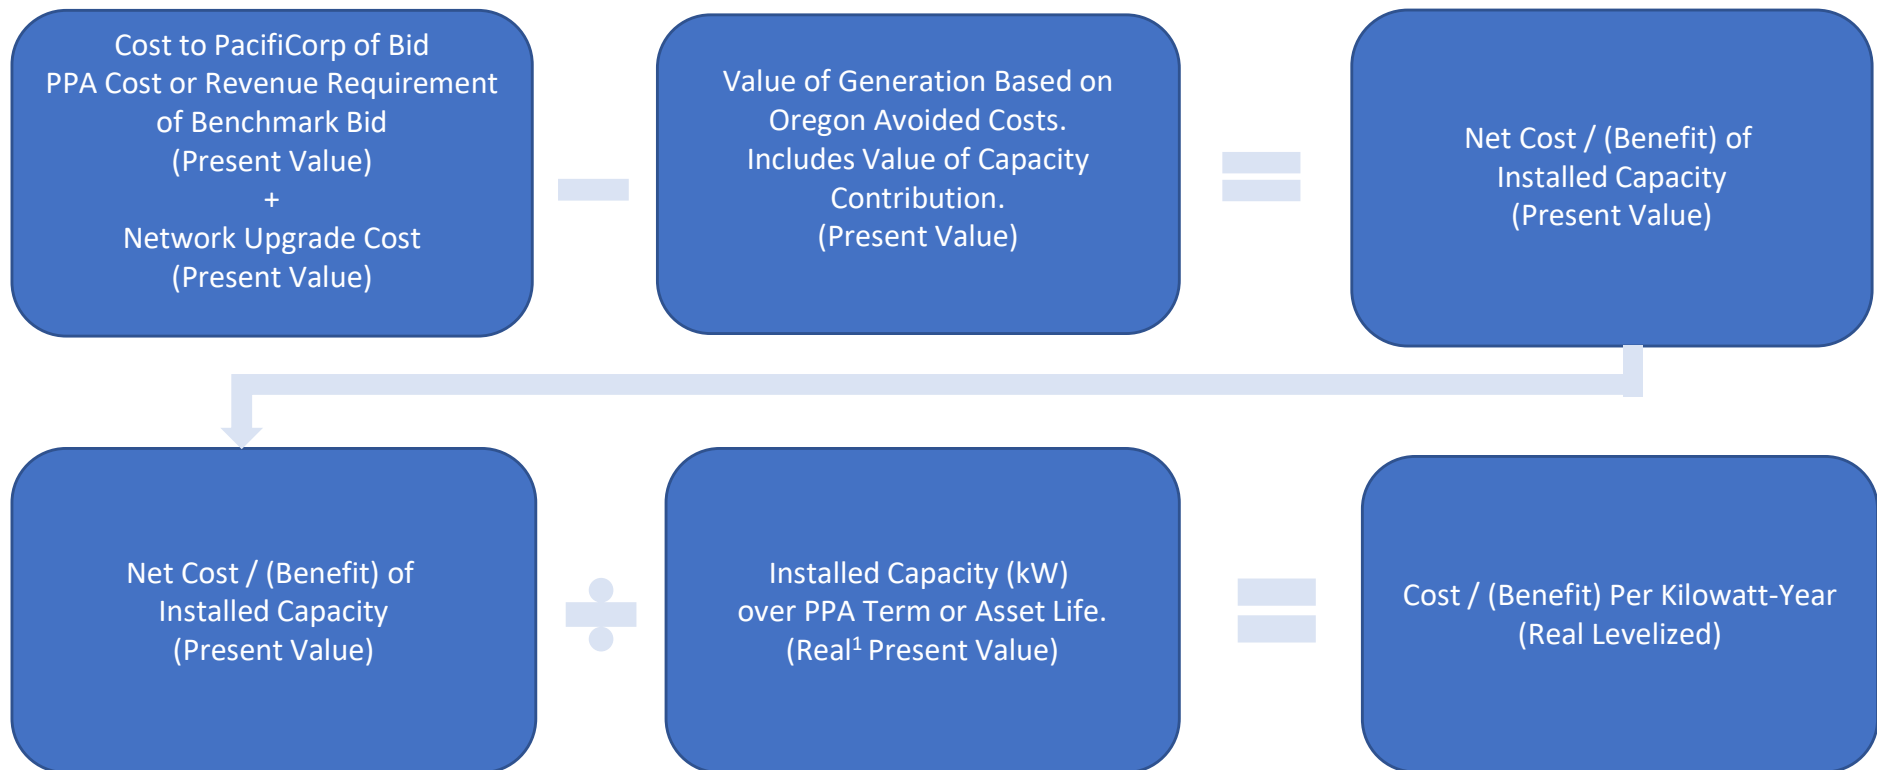 Cost to PacifiCorp of Bid
PPA Cost or Revenue Requirement
of Benchmark Bid
(Present Value)
+
Network Upgrade Cost
(Present Value)
Value of Generation Based on
Oregon Avoided Costs.
Includes Value of Capacity
Contribution.
(Present Value)
Net Cost / (Benefit) of
Installed Capacity
(Present Value)
Net Cost / (Benefit) of
Installed Capacity
(Present Value)
Installed Capacity (kW)
over PPA Term or Asset Life.
(Real¹ Present Value)
Cost / (Benefit) Per Kilowatt-Year
(Real Levelized)